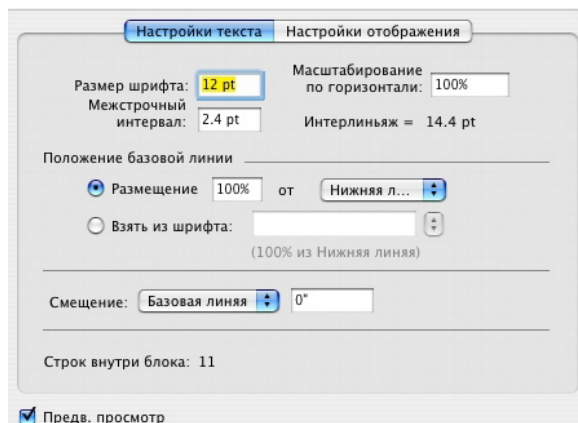 Настройки текста Настройки отображения
Размер шрифта: 12 pt Масштабирование по горизонтали: 100%
Межстрочный интервал: 2.4 pt Интерлиньяж = 14.4 pt
Положение базовой линии
Размещение 100% от Нижняя л...
Взять из шрифта:
(100% из Нижняя линяя)
Смещение: Базовая линяя 0"
Строк внутри блока: 11
Предв. просмотр